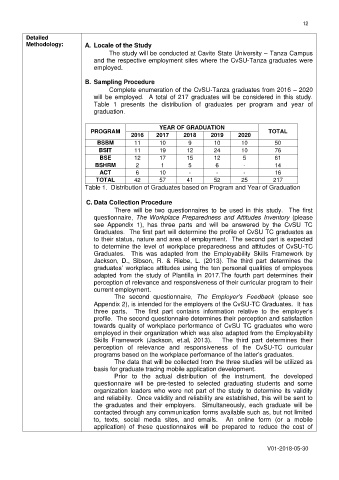 12
Detailed
Methodology:
A. Locale of the Study
The study will be conducted at Cavite State University – Tanza Campus
and the respective employment sites where the CvSU-Tanza graduates were
employed.
B. Sampling Procedure
Complete enumeration of the CvSU-Tanza graduates from 2016 – 2020
will be employed. A total of 217 graduates will be considered in this study.
Table 1 presents the distribution of graduates per program and year of
graduation.
PROGRAM YEAR OF GRADUATION TOTAL
2016 2017 2018 2019 2020
BSBM 11 10 9 10 10 50
BSIT 11 19 12 24 10 76
BSE 12 17 15 12 5 61
BSHRM 2 1 5 6 - 14
ACT 6 10 - - - 16
TOTAL 42 57 41 52 25 217
Table 1. Distribution of Graduates based on Program and Year of Graduation
C. Data Collection Procedure
There will be two questionnaires to be used in this study. The first
questionnaire, The Workplace Preparedness and Attitudes Inventory (please
see Appendix 1), has three parts and will be answered by the CvSU TC
Graduates. The first part will determine the profile of CvSU TC graduates as
to their status, nature and area of employment. The second part is expected
to determine the level of workplace preparedness and attitudes of CvSU-TC
Graduates. This was adapted from the Employability Skills Framework by
Jackson, D., Sibson, R. & Riebe, L. (2013). The third part determines the
graduates' workplace attitudes using the ten personal qualities of employees
adapted from the study of Plantilla in 2017.The fourth part determines their
perception of relevance and responsiveness of their curricular program to their
current employment.
The second questionnaire, The Employer's Feedback (please see
Appendix 2), is intended for the employers of the CvSU-TC Graduates. It has
three parts. The first part contains information relative to the employer's
profile. The second questionnaire determines their perception and satisfaction
towards quality of workplace performance of CvSU TC graduates who were
employed in their organization which was also adapted from the Employability
Skills Framework (Jackson, et.al, 2013). The third part determines their
perception of relevance and responsiveness of the CvSU-TC curricular
programs based on the workplace performance of the latter's graduates.
The data that will be collected from the three studies will be utilized as
basis for graduate tracing mobile application development.
Prior to the actual distribution of the instrument, the developed
questionnaire will be pre-tested to selected graduating students and some
organization leaders who were not part of the study to determine its validity
and reliability. Once validity and reliability are established, this will be sent to
the graduates and their employers. Simultaneously, each graduate will be
contacted through any communication forms available such as, but not limited
to, texts, social media sites, and emails. An online form (or a mobile
application) of these questionnaires will be prepared to reduce the cost of
V01-2018-05-30